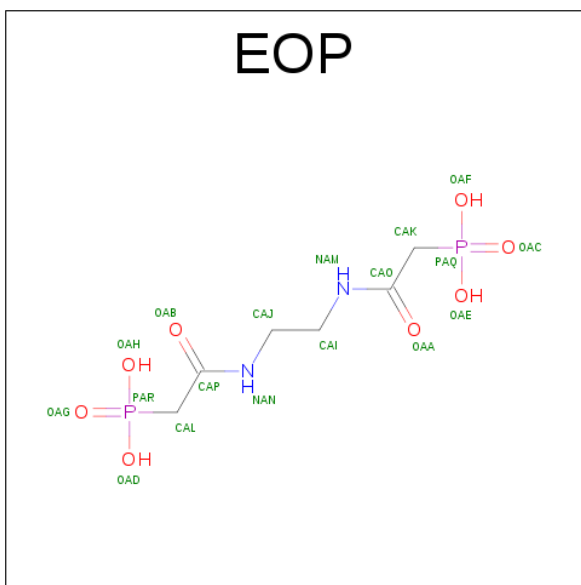 EOP
OAF
OH
CAK
P
O
OAC
NAM
CAO
PAQ
H
N
OH
OAB
CAJ
OAE
O
O
CAI
OAA
OAH
OH
CAP
N
H
NAN
PAR
OAG
O
P
CAL
OH
OAD